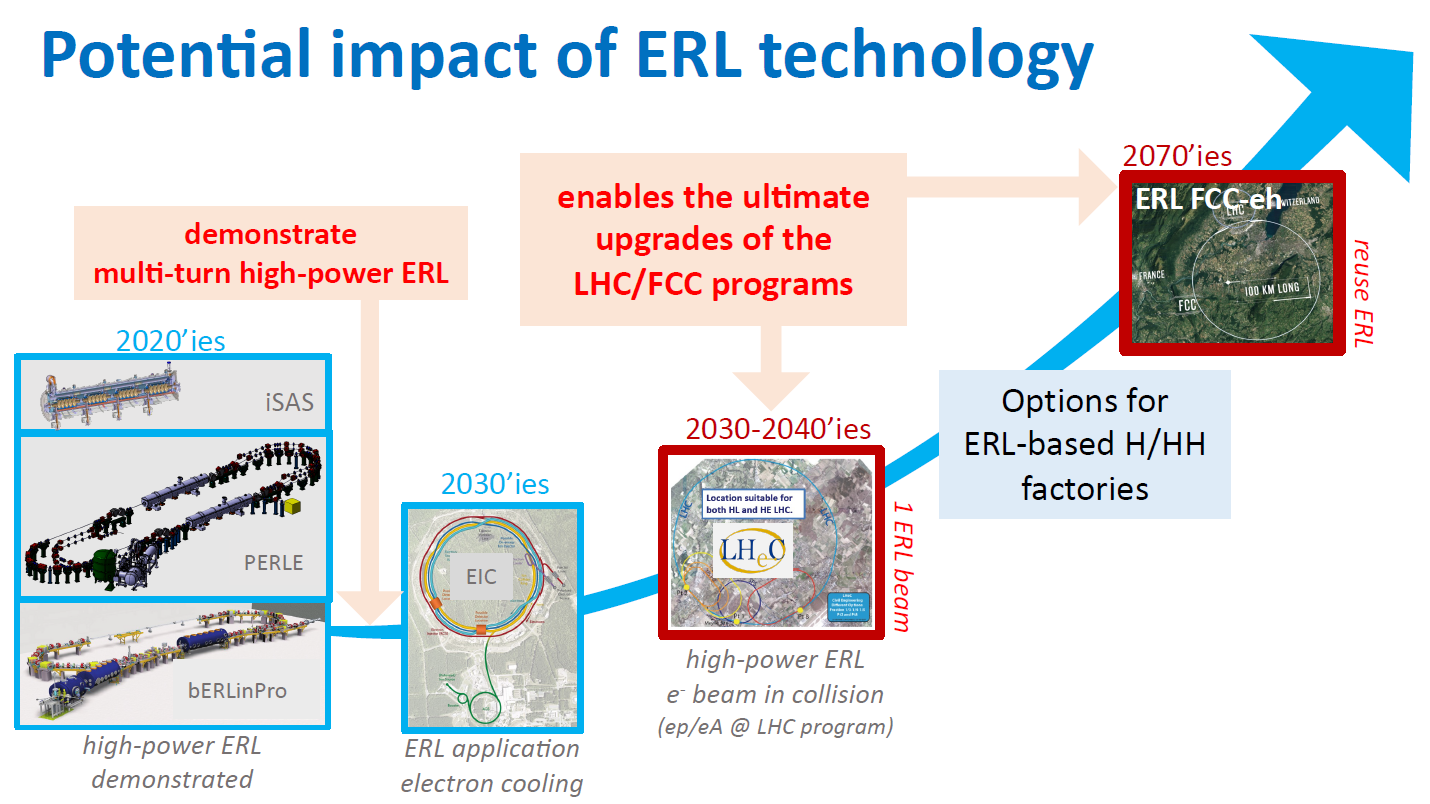 Potential impact of ERL technology
demonstrate
multi-turn high-power ERL
enables the ultimate
upgrades of the
LHC/FCC programs
2070'ies
ERL FCC-eh
LHC
SWITZERLAND
FRANCE
100 KM LONG
FCC
reuse ERL
2020'ies
iSAS
PERLE
bERLinPro
high-power ERL
demonstrated
2030'ies
EIC
ERL application
electron cooling
2030-2040'ies
Location suitable for
both HL and HE LHC.
LHC
LHC
LHeC
1 ERL beam
high-power ERL
e- beam in collision
(ep/eA @ LHC program)
Options for
ERL-based H/HH
factories